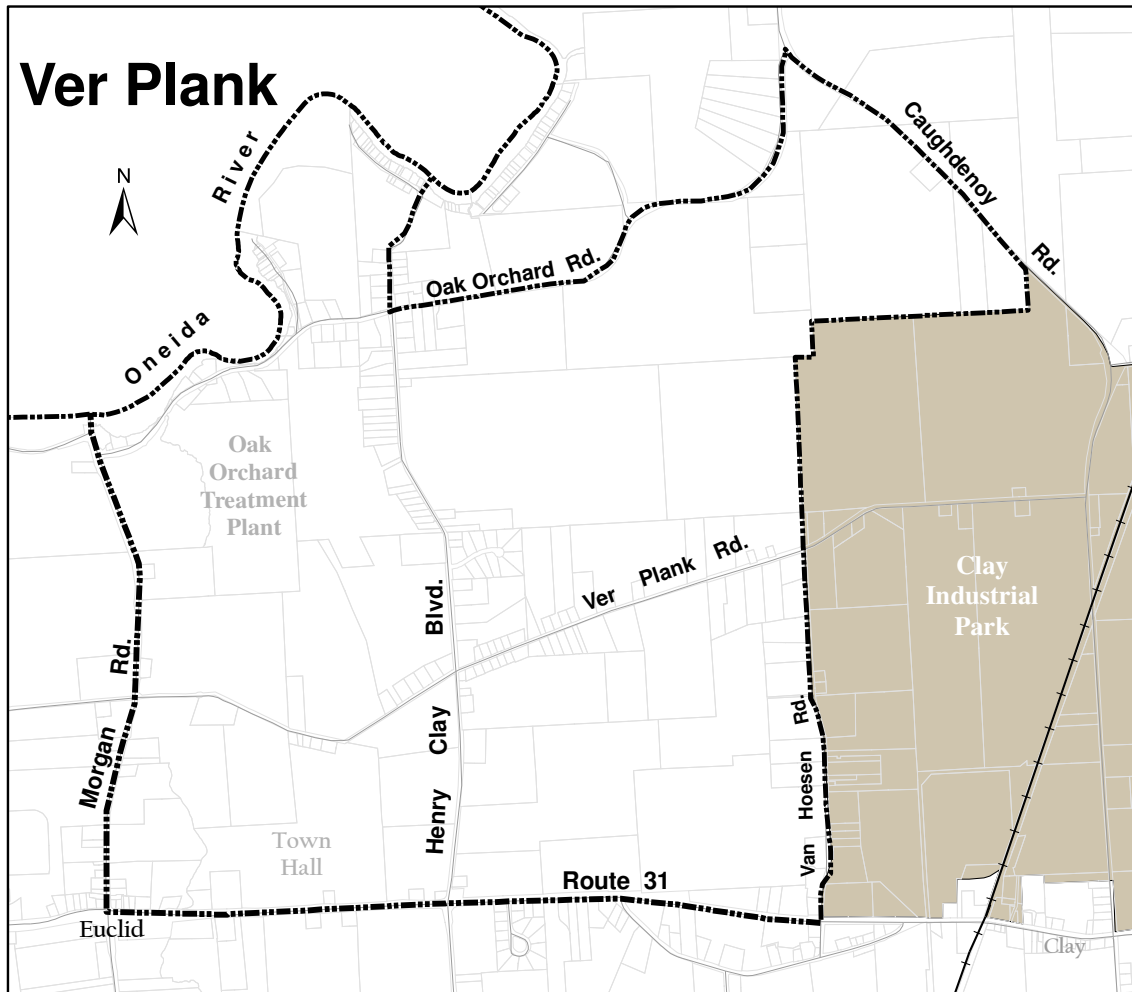 Ver Plank
N
River
Oneida
Caughdenoy
Rd.
Oak Orchard Rd.
Oak
Orchard
Treatment
Plant
Ver Plank Rd.
Clay
Industrial
Park
Morgan Rd.
Henry Clay Blvd.
Van Hoesen Rd.
Town
Hall
Route 31
Euclid
Clay